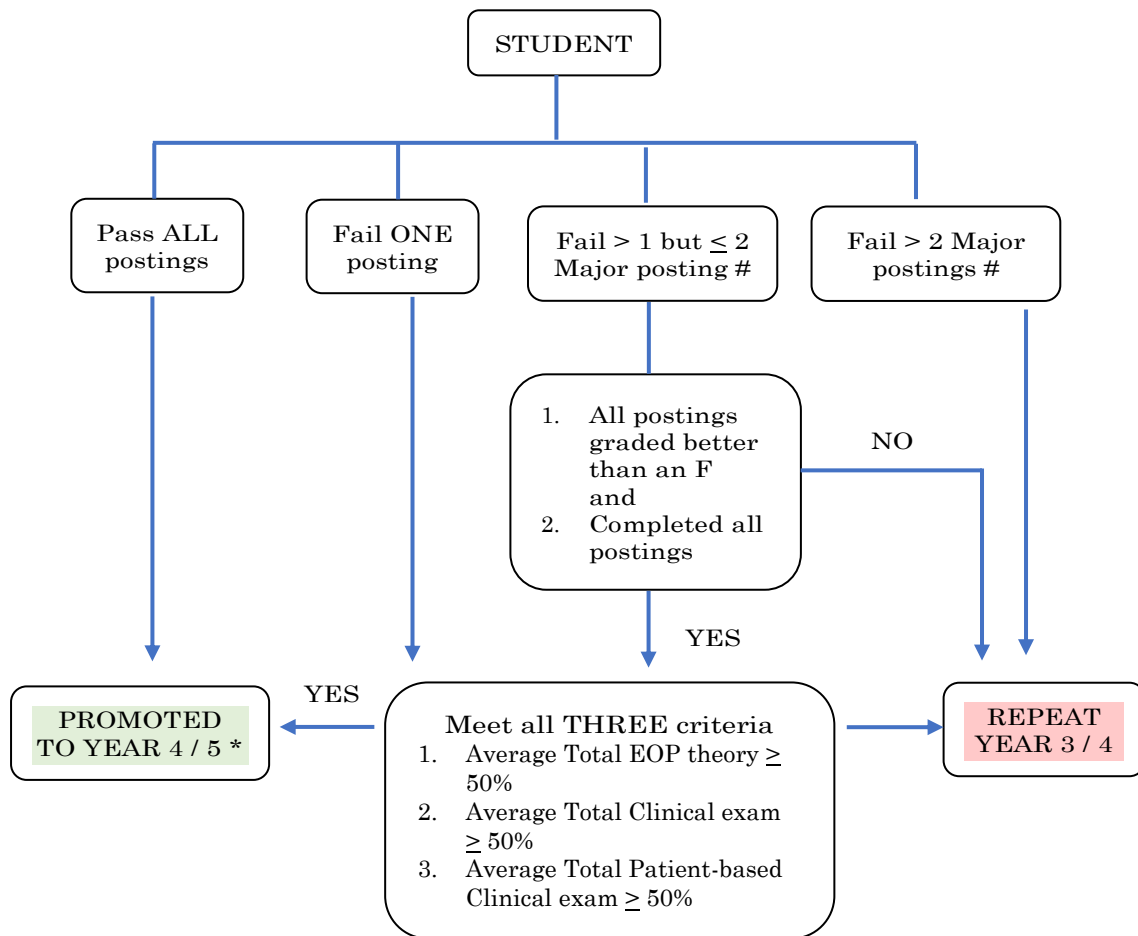 STUDENT
Pass ALL
postings
Fail ONE
posting
Fail > 1 but ≤ 2
Major posting #
Fail > 2 Major
postings #
1. All postings
graded better
than an F
and
2. Completed all
postings
NO
YES
YES
PROMOTED
TO YEAR 4 / 5 *
Meet all THREE criteria
1. Average Total EOP theory ≥
50%
2. Average Total Clinical exam
≥ 50%
3. Average Total Patient-based
Clinical exam ≥ 50%
REPEAT
YEAR 3 / 4